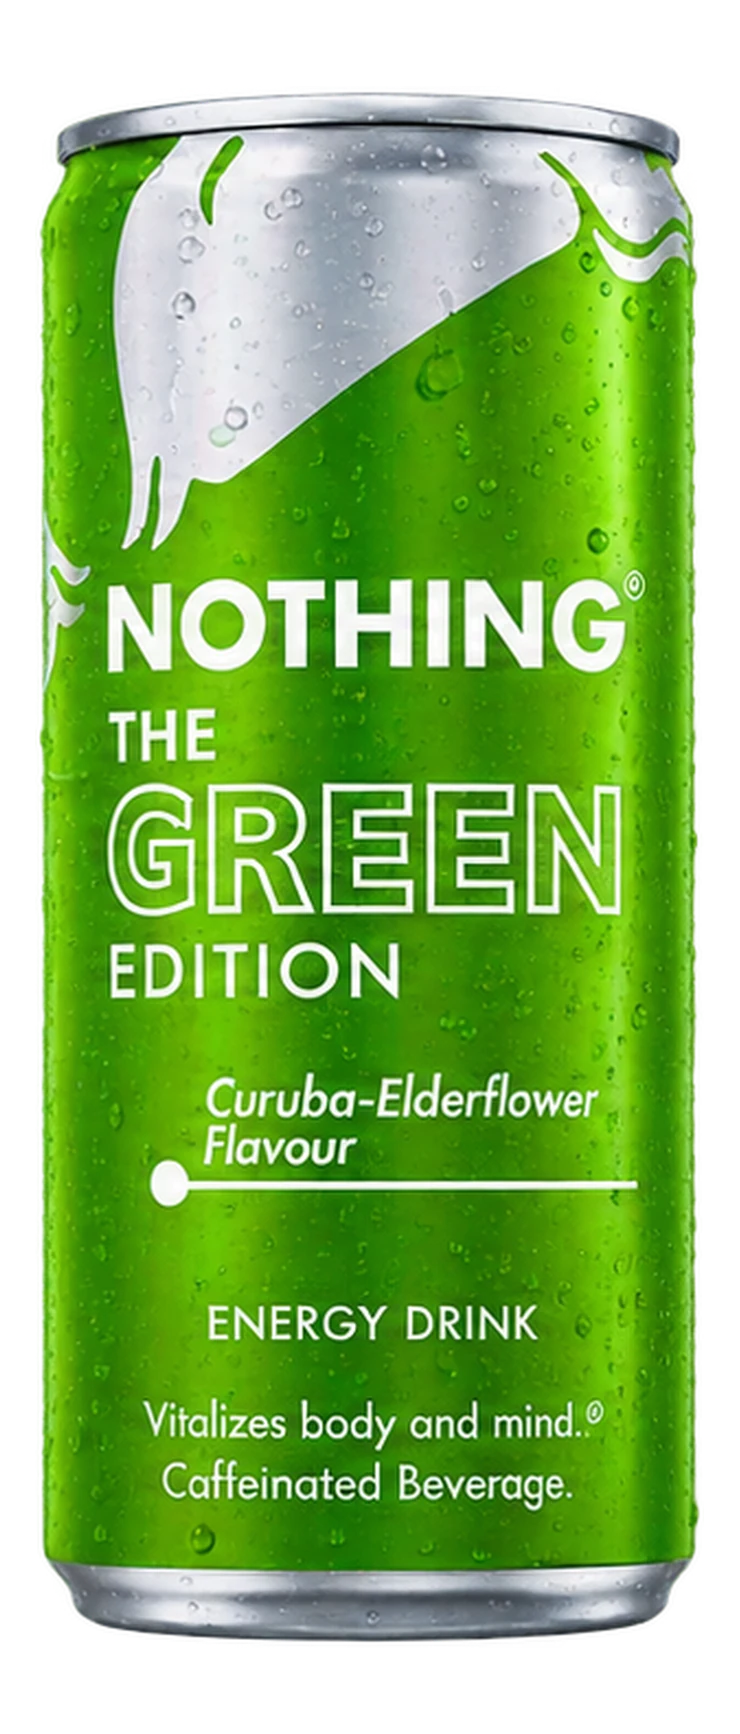 NOTHING
THE
GREEN
EDITION
Curuba-Elderflower
Flavour
ENERGY DRINK
Vitalizes body and mind..®
Caffeinated Beverage.